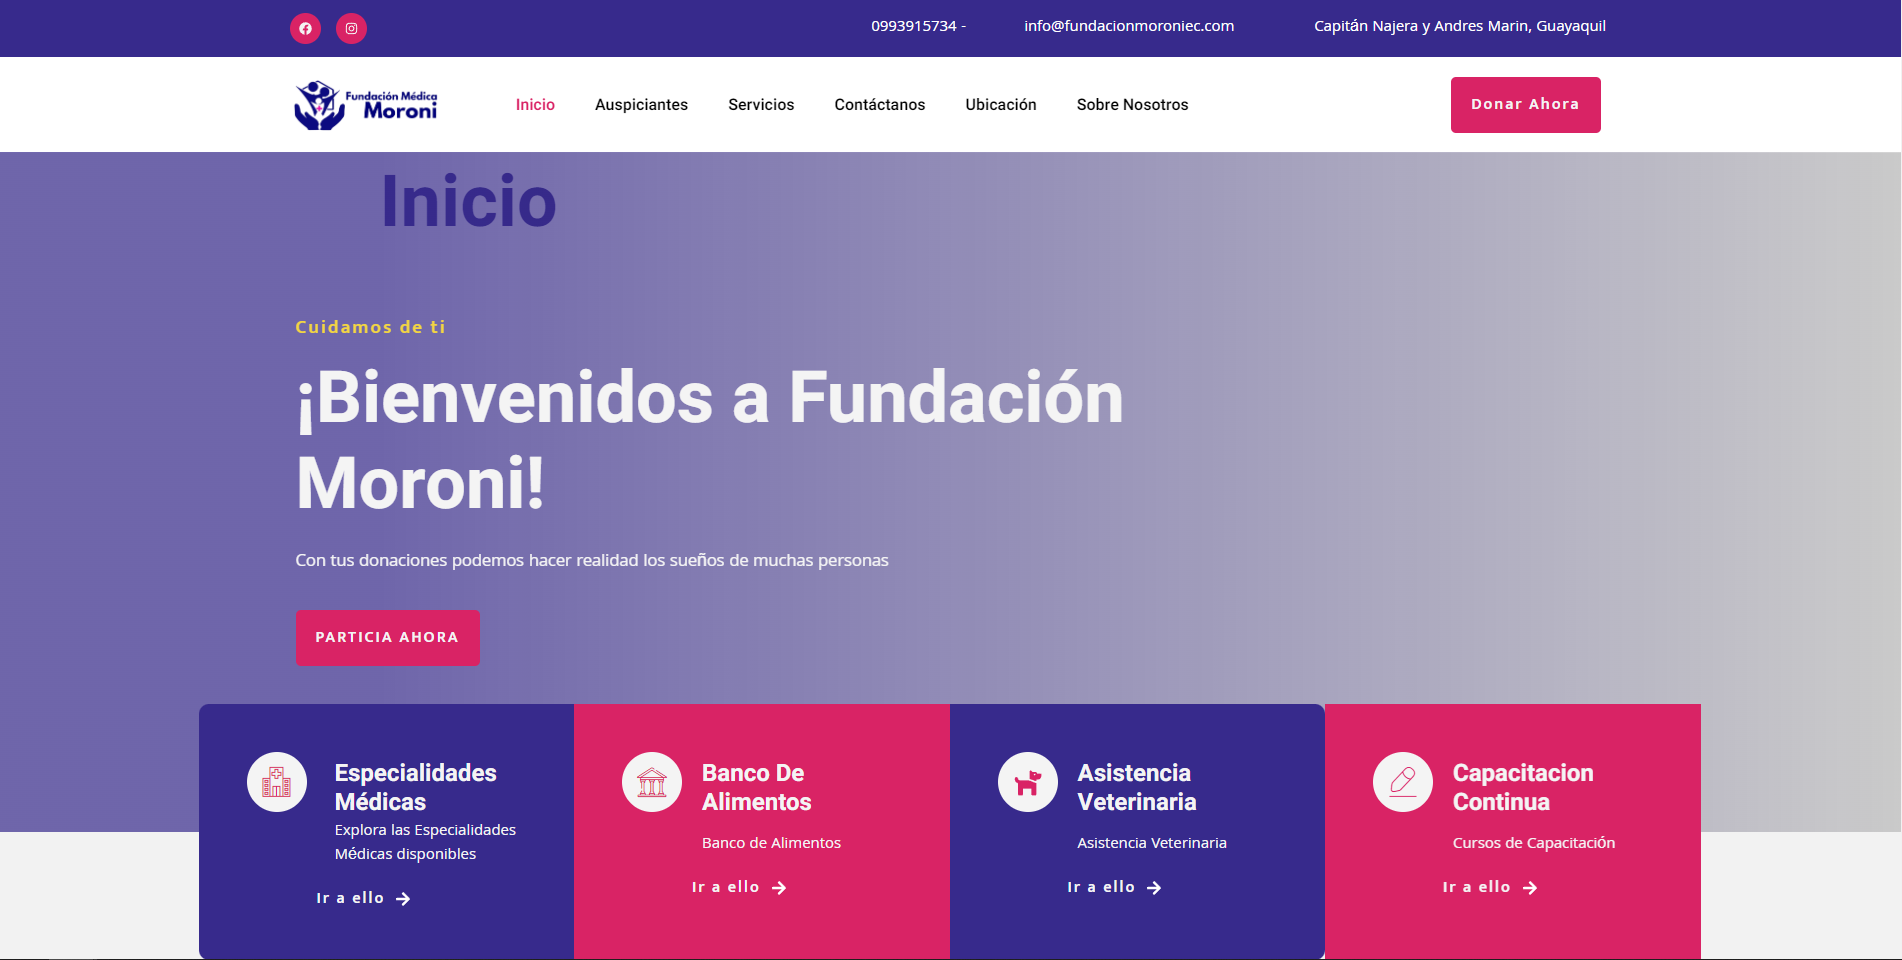 0993915734 -
info@fundacionmoroniec.com
Capitán Najera y Andres Marin, Guayaquil
Fundación Médica
Moroni
Inicio
Auspiciantes
Servicios
Contáctanos
Ubicación
Sobre Nosotros
Donar Ahora
Inicio
Cuidamos de ti
¡Bienvenidos a Fundación
Moroni!
Con tus donaciones podemos hacer realidad los sueños de muchas personas
PARTICIA AHORA
Especialidades
Médicas
Explora las Especialidades
Médicas disponibles
Ir a ello
Banco De
Alimentos
Banco de Alimentos
Ir a ello
Asistencia
Veterinaria
Asistencia Veterinaria
Ir a ello
Capacitacion
Continua
Cursos de Capacitación
Ir a ello